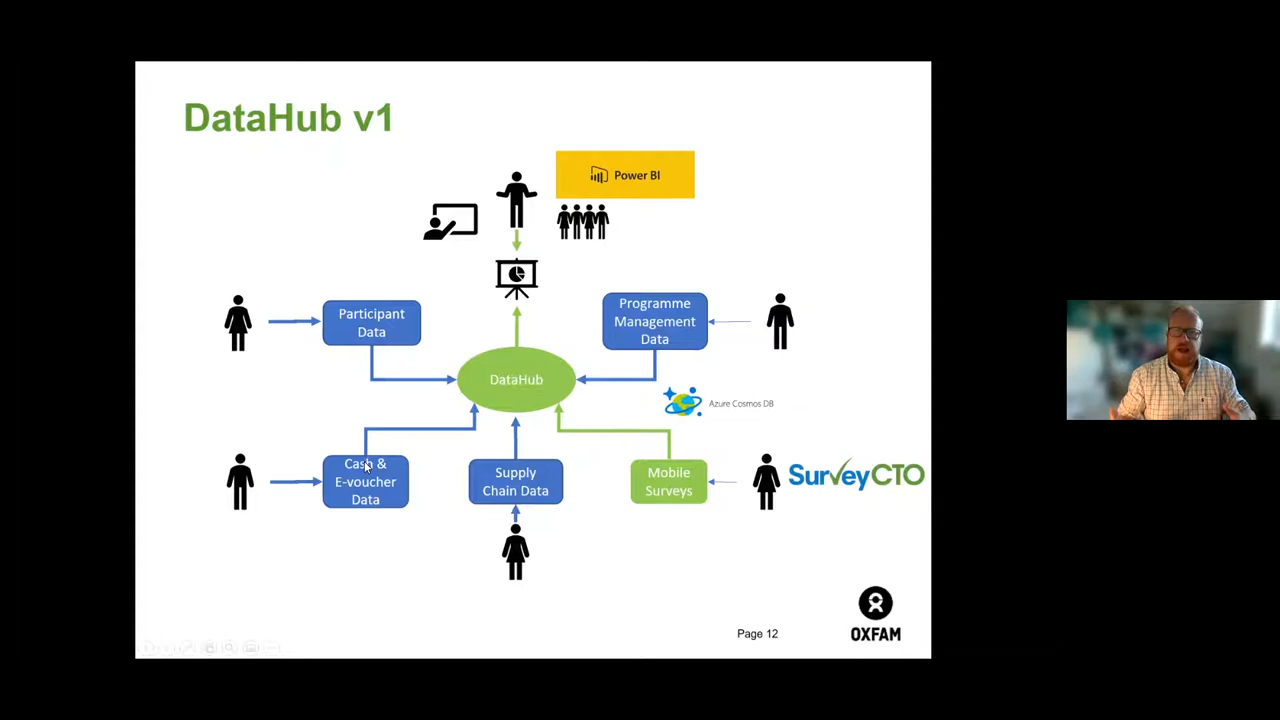 DataHub v1
Power BI
Participant
Data
Programme
Management
Data
DataHub
Azure Cosmos DB
Cash &
E-voucher
Data
Supply
Chain Data
Mobile
Surveys
SurveyCTO
Page 12
OXFAM